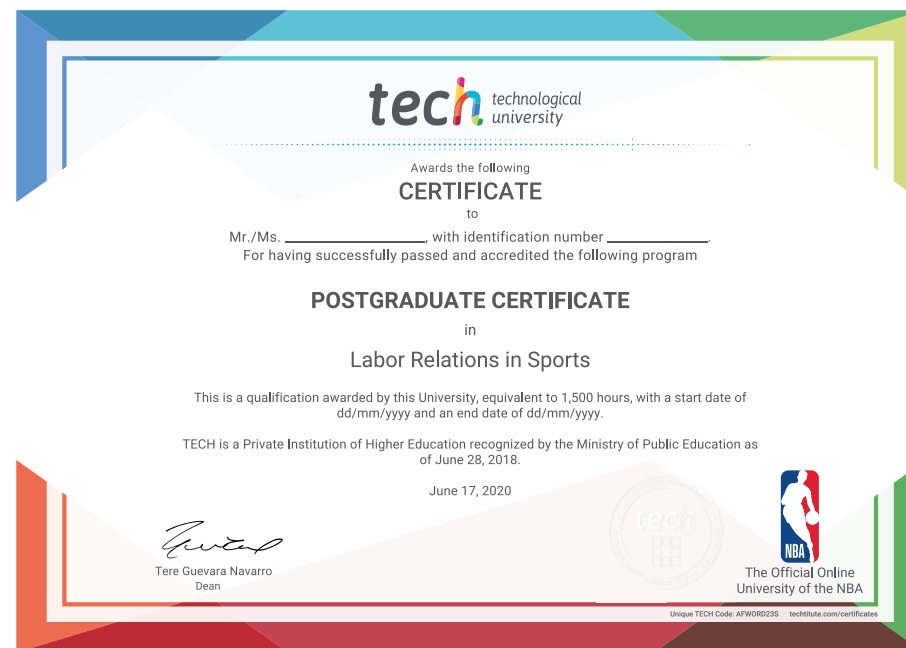 tech technological
university
Awards the following
CERTIFICATE
to
Mr./Ms. ____________________, with identification number ______________.
For having successfully passed and accredited the following program
POSTGRADUATE CERTIFICATE
in
Labor Relations in Sports
This is a qualification awarded by this University, equivalent to 1,500 hours, with a start date of
dd/mm/yyyy and an end date of dd/mm/yyyy.
TECH is a Private Institution of Higher Education recognized by the Ministry of Public Education as
of June 28, 2018.
June 17, 2020
tech
NBA
Tere Guevara Navarro
Dean
The Official Online
University of the NBA
Unique TECH Code: AFWORD23S techtitute.com/certificates